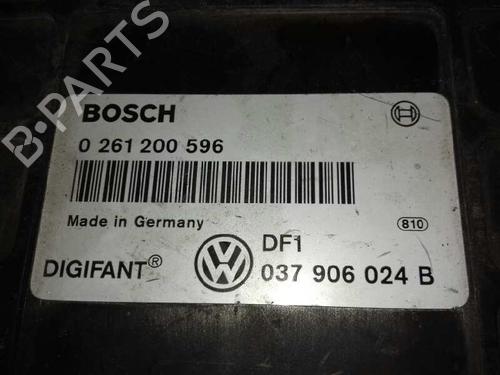 B-PARTS
BOSCH
0 261 200 596
Made in Germany
810
DIGIFANT®
DF1
037 906 024 B